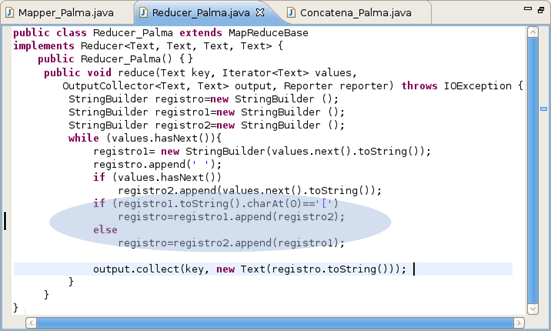 Mapper_Palma.java
Reducer_Palma.java
Concatena_Palma.java
public class Reducer_Palma extends MapReduceBase
implements Reducer<Text, Text, Text, Text> {
public Reducer_Palma() {}
public void reduce(Text key, Iterator<Text> values,
OutputCollector<Text, Text> output, Reporter reporter) throws IOException {
StringBuilder registro=new StringBuilder ();
StringBuilder registro1=new StringBuilder ();
StringBuilder registro2=new StringBuilder ();
while (values.hasNext()){
registro1= new StringBuilder(values.next().toString());
registro.append(' ');
if (values.hasNext())
registro2.append(values.next().toString());
if (registro1.toString().charAt(0)=='[')
registro=registro1.append(registro2);
else
registro=registro2.append(registro1);
output.collect(key, new Text(registro.toString()));
}
}
}